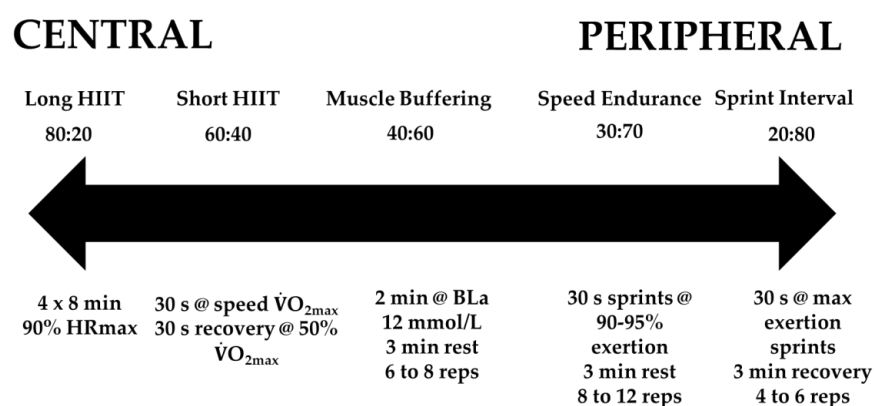 CENTRAL
PERIPHERAL
Long HIIT
80:20
Short HIIT
60:40
Muscle Buffering
40:60
Speed Endurance
30:70
Sprint Interval
20:80
4 x 8 min
90% HRmax
30 s @ speed V̇O2max
30 s recovery @ 50%
V̇O2max
2 min @ BLa
12 mmol/L
3 min rest
6 to 8 reps
30 s sprints @
90-95%
exertion
3 min rest
8 to 12 reps
30 s @ max
exertion
sprints
3 min recovery
4 to 6 reps